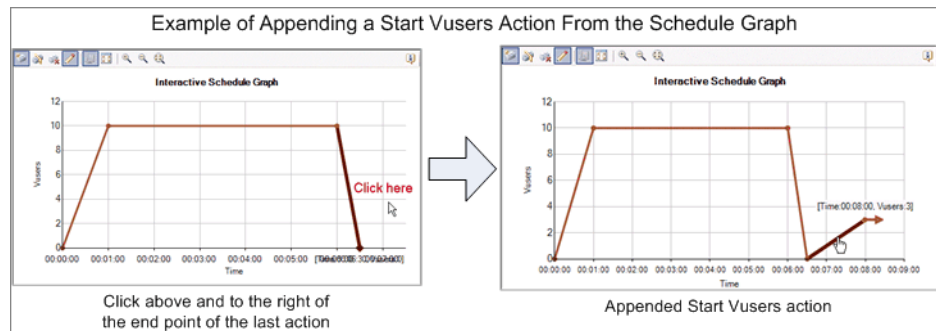 Example of Appending a Start Vusers Action From the Schedule Graph
Interactive Schedule Graph
12
10
8
6
4
2
0
Vusers
00:00:00 00:01:00 00:02:00 00:03:00 00:04:00 00:05:00
Time
Click here
Click above and to the right of
the end point of the last action
Interactive Schedule Graph
12
10
8
6
4
2
0
Vusers
[Time:00:08:00, Vusers:3]
00:00:00 00:01:00 00:02:00 00:03:00 00:04:00 00:05:00 00:06:00 00:07:00 00:08:00 00:09:00
Time
Appended Start Vusers action